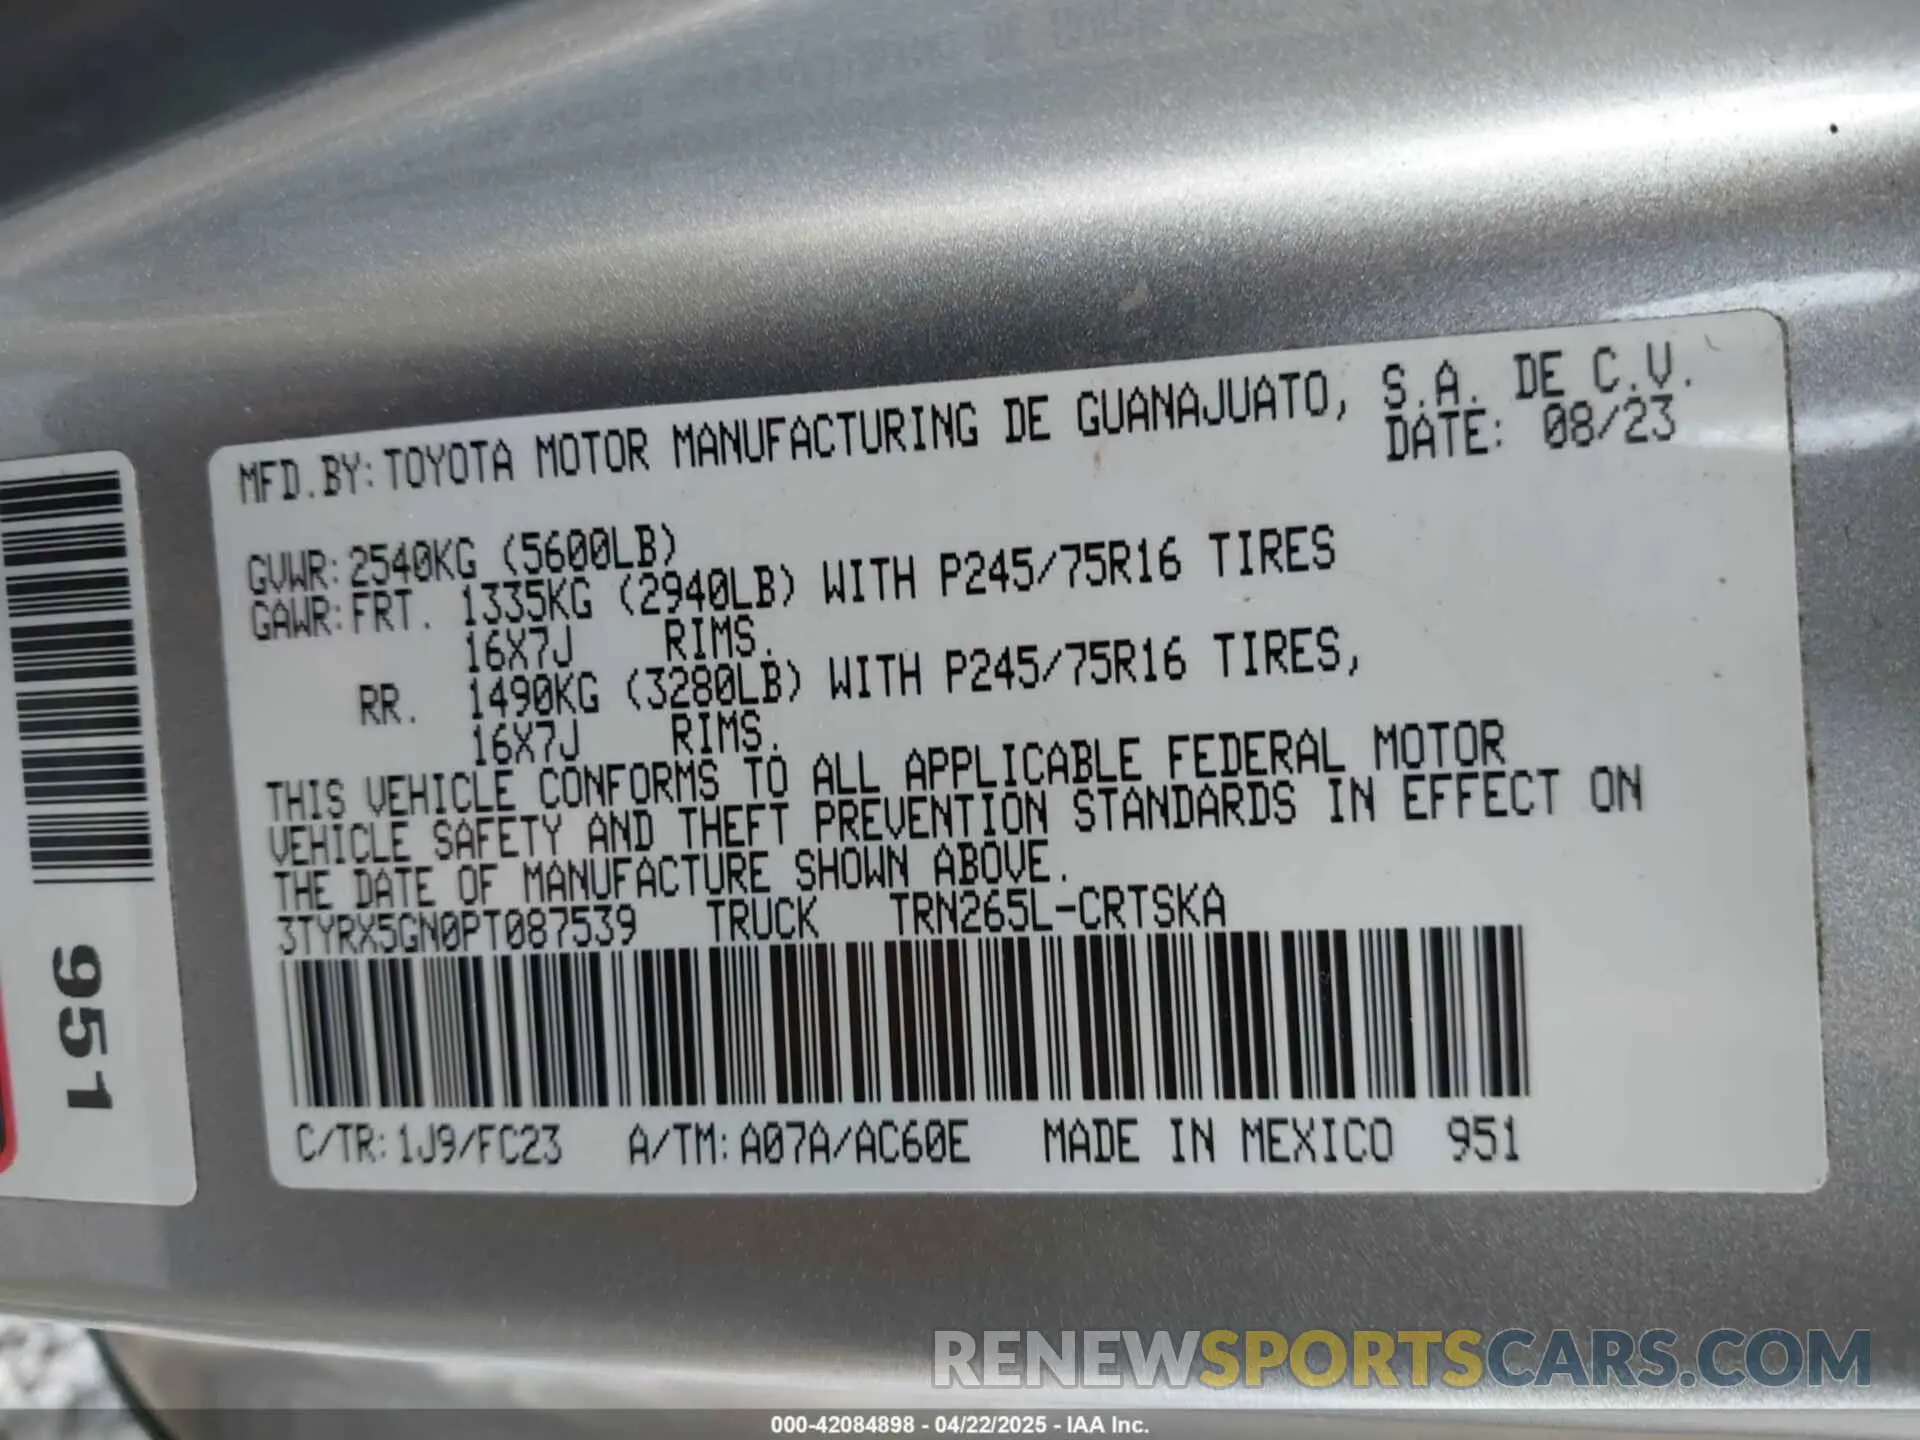 MFD.BY:TOYOTA MOTOR MANUFACTURING DE GUANAJUATO, S.A. DE C.V.
DATE: 08/23
GVWR:2540KG (5600LB)
GAWR:FRT. 1335KG (2940LB) WITH P245/75R16 TIRES
16X7J RIMS.
RR. 1490KG (3280LB) WITH P245/75R16 TIRES,
16X7J RIMS.
THIS VEHICLE CONFORMS TO ALL APPLICABLE FEDERAL MOTOR
VEHICLE SAFETY AND THEFT PREVENTION STANDARDS IN EFFECT ON
THE DATE OF MANUFACTURE SHOWN ABOVE.
3TYRX5GN0PT087539 TRUCK TRN265L-CRTSKA
C/TR:1J9/FC23 A/TM:A07A/AC60E MADE IN MEXICO 951
951
RENEWSPORTSCARS.COM
000-42084898 - 04/22/2025 - IAA Inc.